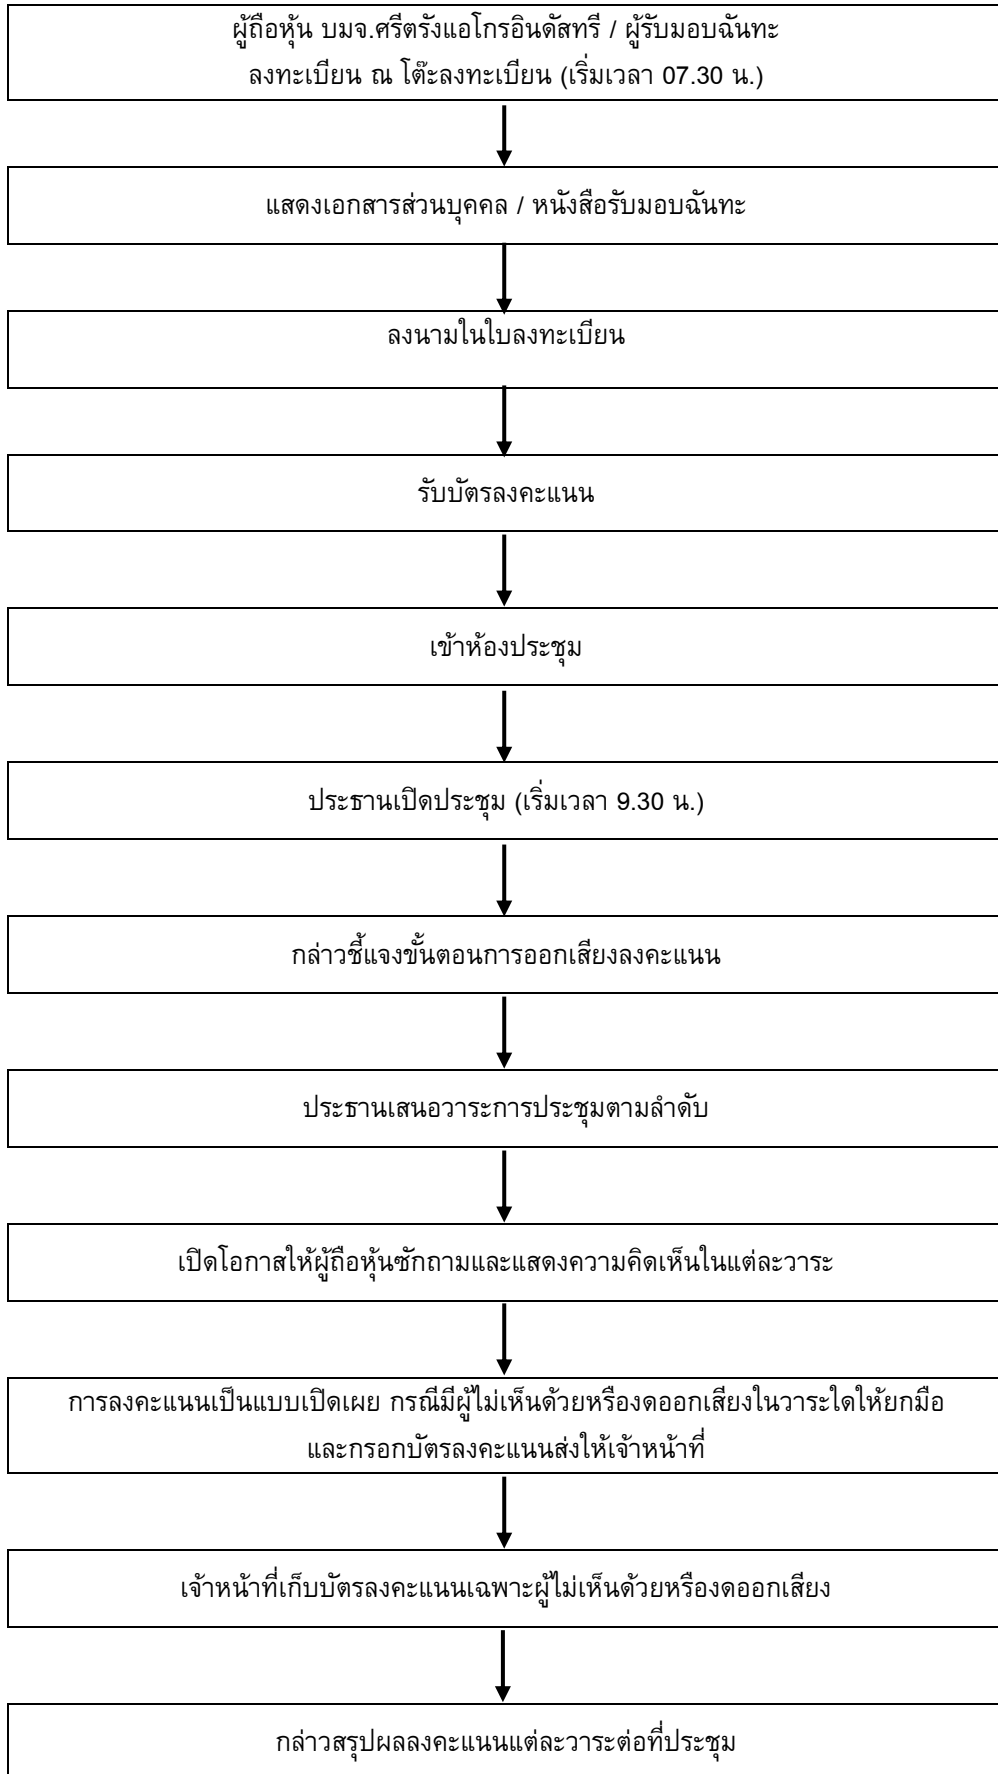 ผู้ถือหุ้น บมจ.ศรีตรังแอโกรอินดัสทรี / ผู้รับมอบฉันทะ
ลงทะเบียน ณ โต๊ะลงทะเบียน (เริ่มเวลา 07.30 น.)
แสดงเอกสารส่วนบุคคล / หนังสือรับมอบฉันทะ
ลงนามในใบลงทะเบียน
รับบัตรลงคะแนน
เข้าห้องประชุม
ประธานเปิดประชุม (เริ่มเวลา 9.30 น.)
กล่าวชี้แจงขั้นตอนการออกเสียงลงคะแนน
ประธานเสนอวาระการประชุมตามลำดับ
เปิดโอกาสให้ผู้ถือหุ้นซักถามและแสดงความคิดเห็นในแต่ละวาระ
การลงคะแนนเป็นแบบเปิดเผย กรณีมีผู้ไม่เห็นด้วยหรืองดออกเสียงในวาระใดให้ยกมือ
และกรอกบัตรลงคะแนนส่งให้เจ้าหน้าที่
เจ้าหน้าที่เก็บบัตรลงคะแนนเฉพาะผู้ไม่เห็นด้วยหรืองดออกเสียง
กล่าวสรุปผลลงคะแนนแต่ละวาระต่อที่ประชุม